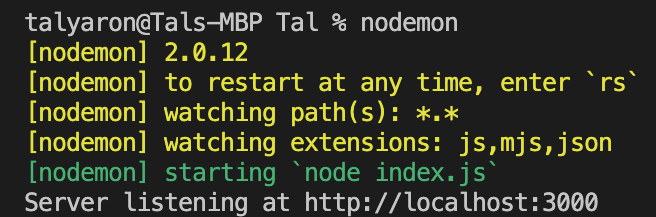 talyaron@Tals-MBP Tal % nodemon
[nodemon] 2.0.12
[nodemon] to restart at any time, enter `rs`
[nodemon] watching path(s): *.*
[nodemon] watching extensions: js,mjs,json
[nodemon] starting `node index.js`
Server listening at http://localhost:3000